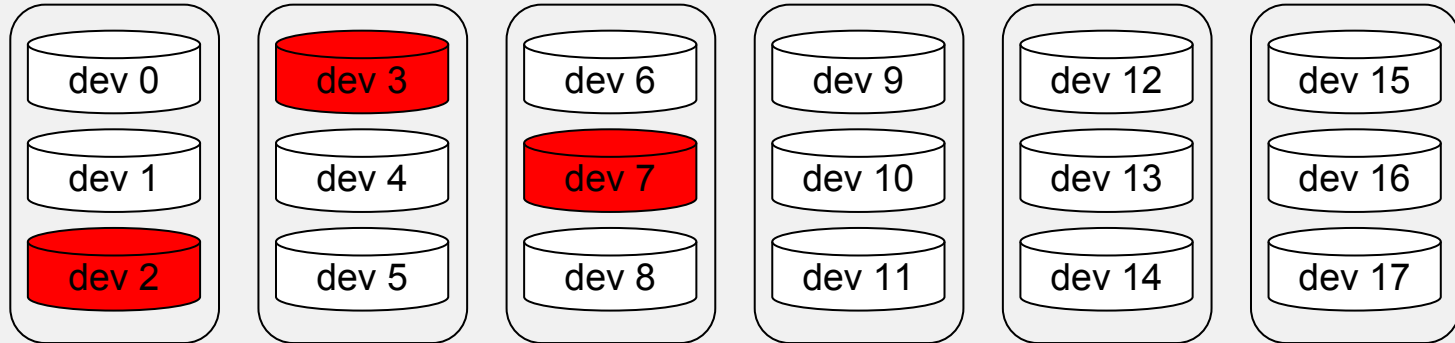 dev 0
dev 1
dev 2
dev 3
dev 4
dev 5
dev 6
dev 7
dev 8
dev 9
dev 10
dev 11
dev 12
dev 13
dev 14
dev 15
dev 16
dev 17